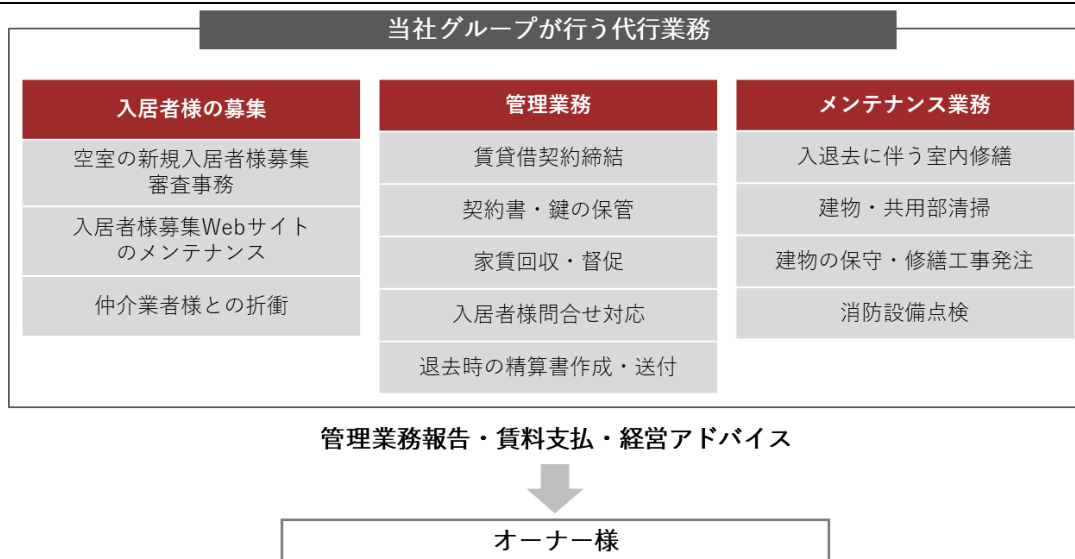 当社グループが行う代行業務
入居者様の募集
空室の新規入居者様募集
審査事務
入居者様募集Webサイト
のメンテナンス
仲介業者様との折衝
管理業務
賃貸借契約締結
契約書・鍵の保管
家賃回収・督促
入居者様問合せ対応
退去時の精算書作成・送付
メンテナンス業務
入退去に伴う室内修繕
建物・共用部清掃
建物の保守・修繕工事発注
消防設備点検
管理業務報告・賃料支払・経営アドバイス
オーナー様